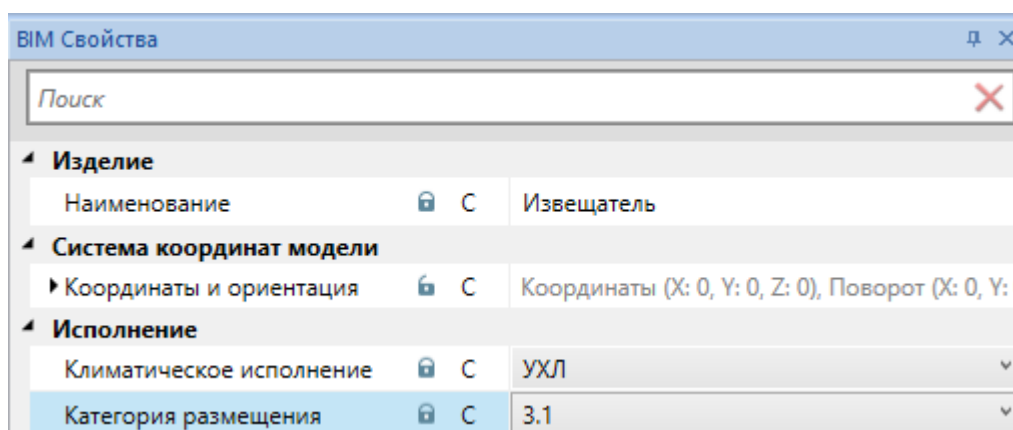 BIM Свойства
Поиск
Изделие
Наименование С Извещатель
Система координат модели
Координаты и ориентация С Координаты (X: 0, Y: 0, Z: 0), Поворот (X: 0, Y:
Исполнение
Климатическое исполнение С УХЛ
Категория размещения С 3.1